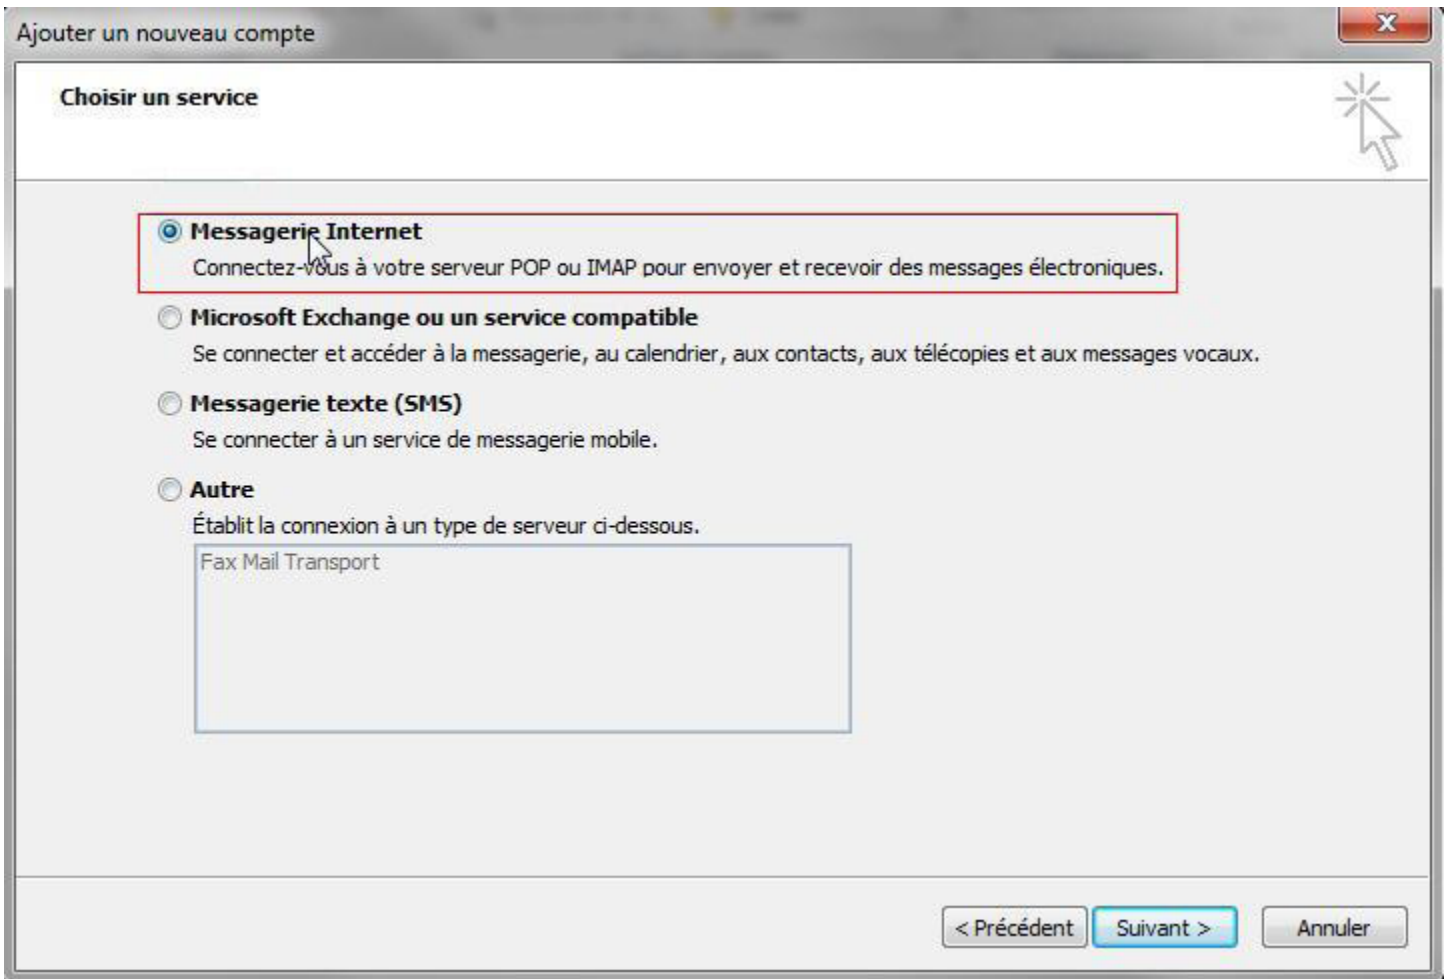 Ajouter un nouveau compte
Choisir un service
Messagerie Internet
Connectez-vous à votre serveur POP ou IMAP pour envoyer et recevoir des messages électroniques.
Microsoft Exchange ou un service compatible
Se connecter et accéder à la messagerie, au calendrier, aux contacts, aux télécopies et aux messages vocaux.
Messagerie texte (SMS)
Se connecter à un service de messagerie mobile.
Autre
Établit la connexion à un type de serveur ci-dessous.
Fax Mail Transport
< Précédent Suivant > Annuler